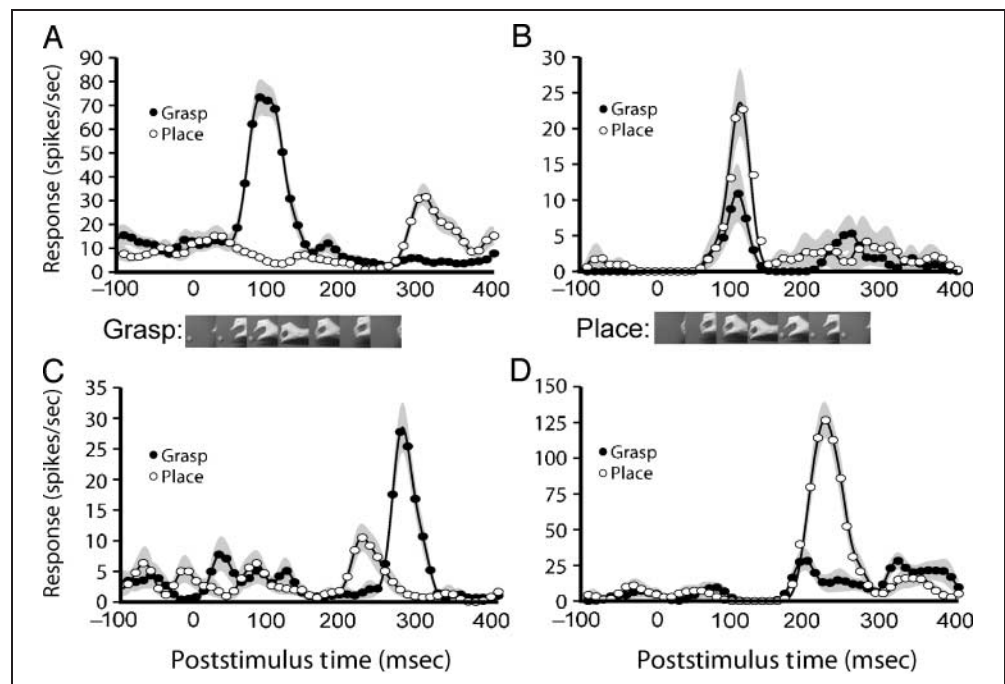 A
Response (spikes/sec)
90
80
70
60
50
40
30
20
10
0
Grasp
Place
−100 0 100 200 300 400
B
30
25
20
15
10
5
0
Grasp
Place
−100 0 100 200 300 400
Grasp:
Place:
C
Response (spikes/sec)
35
30
25
20
15
10
5
0
Grasp
Place
−100 0 100 200 300 400
Poststimulus time (msec)
D
150
125
100
75
50
25
0
Grasp
Place
−100 0 100 200 300 400
Poststimulus time (msec)